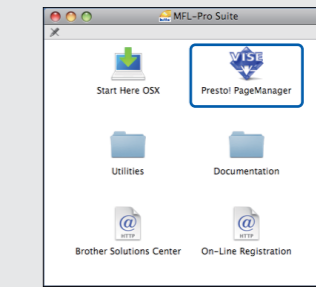 MFL-Pro Suite
VISE
Start Here OSX
Presto! PageManager
Utilities
Documentation
@
HTTP
@
HTTP
Brother Solutions Center
On-Line Registration